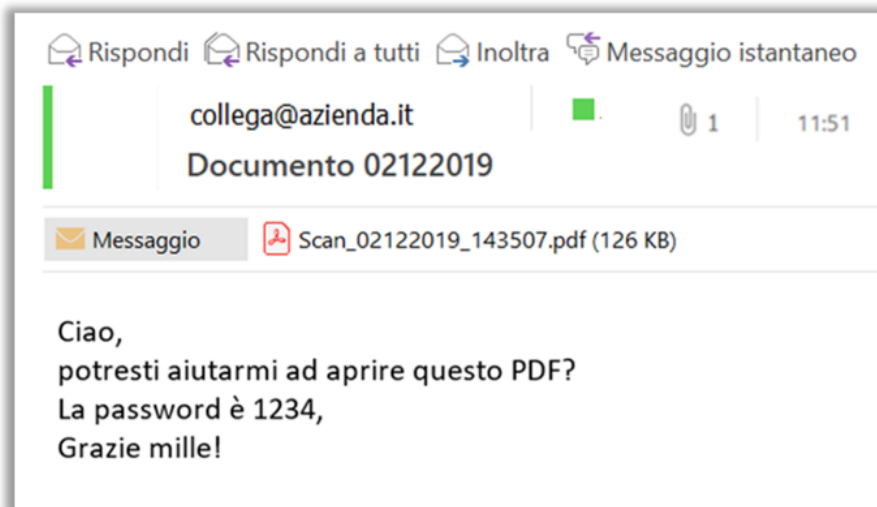 Rispondi Rispondi a tutti Inoltra Messaggio istantaneo
collega@azienda.it 1 11:51
Documento 02122019
Messaggio Scan_02122019_143507.pdf (126 KB)
Ciao,
potresti aiutarmi ad aprire questo PDF?
La password è 1234,
Grazie mille!